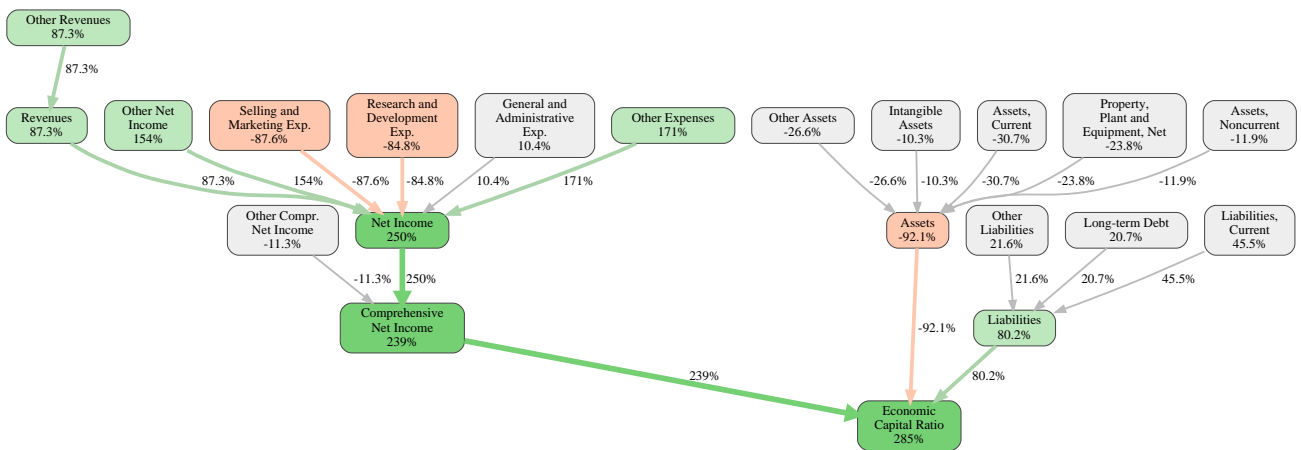 Other Revenues
87.3%
87.3%
Revenues
87.3%
Other Net
Income
154%
Selling and
Marketing Exp.
-87.6%
Research and
Development
Exp.
-84.8%
General and
Administrative
Exp.
10.4%
Other Expenses
171%
Other Assets
-26.6%
Intangible
Assets
-10.3%
Assets,
Current
-30.7%
Property,
Plant and
Equipment, Net
-23.8%
Assets,
Noncurrent
-11.9%
87.3%
154%
-87.6%
-84.8%
10.4%
171%
-26.6%
-10.3%
-30.7%
-23.8%
-11.9%
Other Compr.
Net Income
-11.3%
Net Income
250%
Assets
-92.1%
Other
Liabilities
21.6%
Long-term Debt
20.7%
Liabilities,
Current
45.5%
-11.3%
250%
21.6%
20.7%
45.5%
Comprehensive
Net Income
239%
-92.1%
Liabilities
80.2%
239%
80.2%
Economic
Capital Ratio
285%